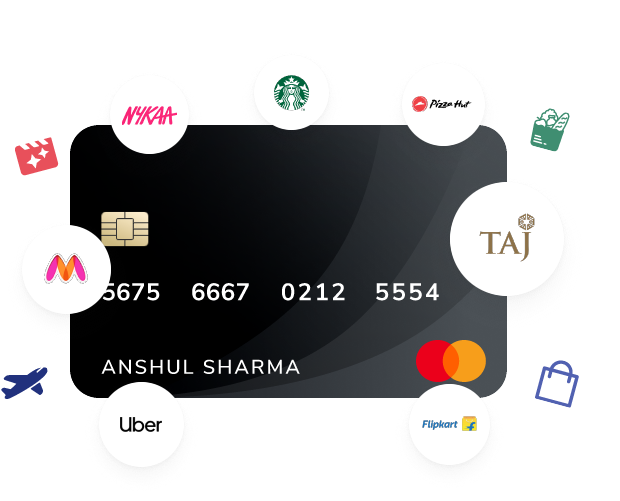 NYKAA
Pizza Hut
TAJ
5675 6667 0212 5554
ANSHUL SHARMA
Uber
Flipkart